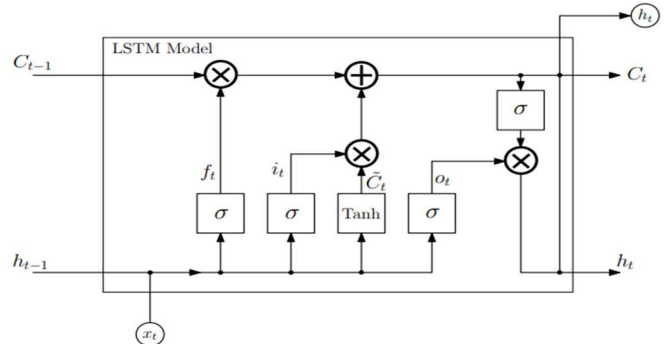 h_t
LSTM Model
C_{t-1}
C_t
σ
f_t
i_t
C̃_t
o_t
σ
σ
Tanh
σ
h_{t-1}
h_t
x_t